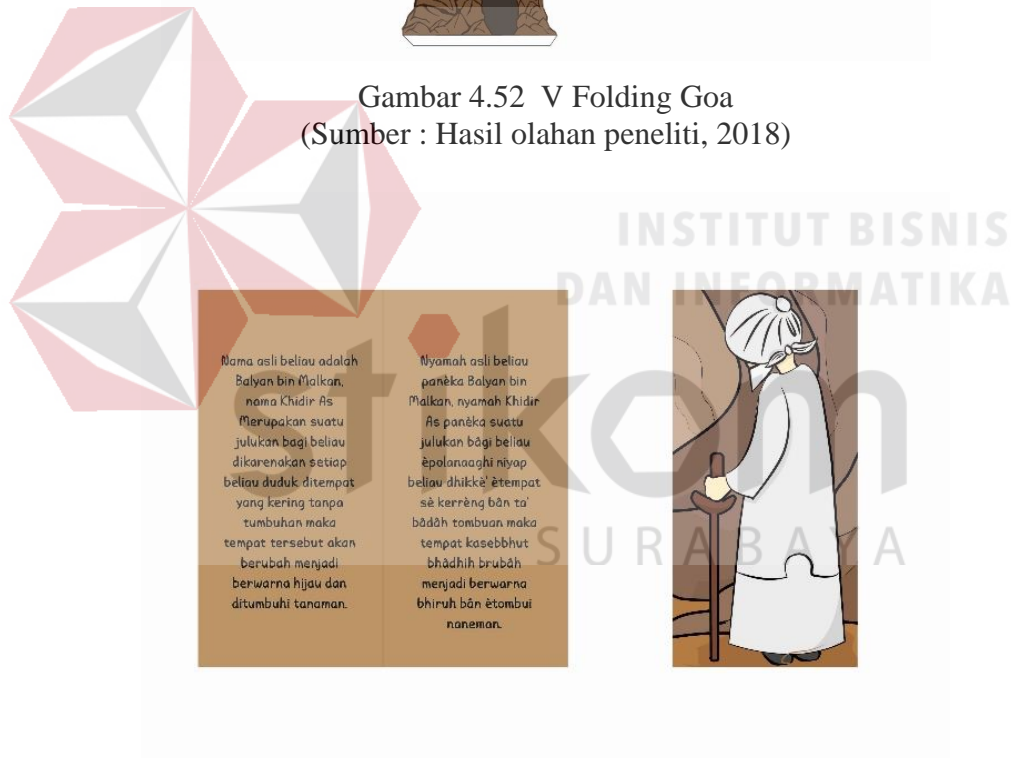 Gambar 4.52 V Folding Goa
(Sumber : Hasil olahan peneliti, 2018)
INSTITUT BISNIS
DAN INFORMATIKA
stikom
SURABAYA
Nama asli beliau adalah
Balyan bin Malkan,
nama Khidir As
Merupakan suatu
julukan bagi beliau
dikarenakan setiap
beliau duduk ditempat
yang kering tanpa
tumbuhan maka
tempat tersebut akan
berubah menjadi
berwarna hijau dan
ditumbuhi tanaman.
Nyamah asli beliau
panèka Balyan bin
Malkan, nyamah Khidir
As panèka suatu
julukan bâgi beliau
èpolanaaghi niyap
beliau dhikkè' ètempat
sè kerrèng bân ta'
bâdâh tombuan maka
tempat kasebbhut
bhâdhih brubâh
menjadi berwarna
bhiruh bân ètombui
naneman.